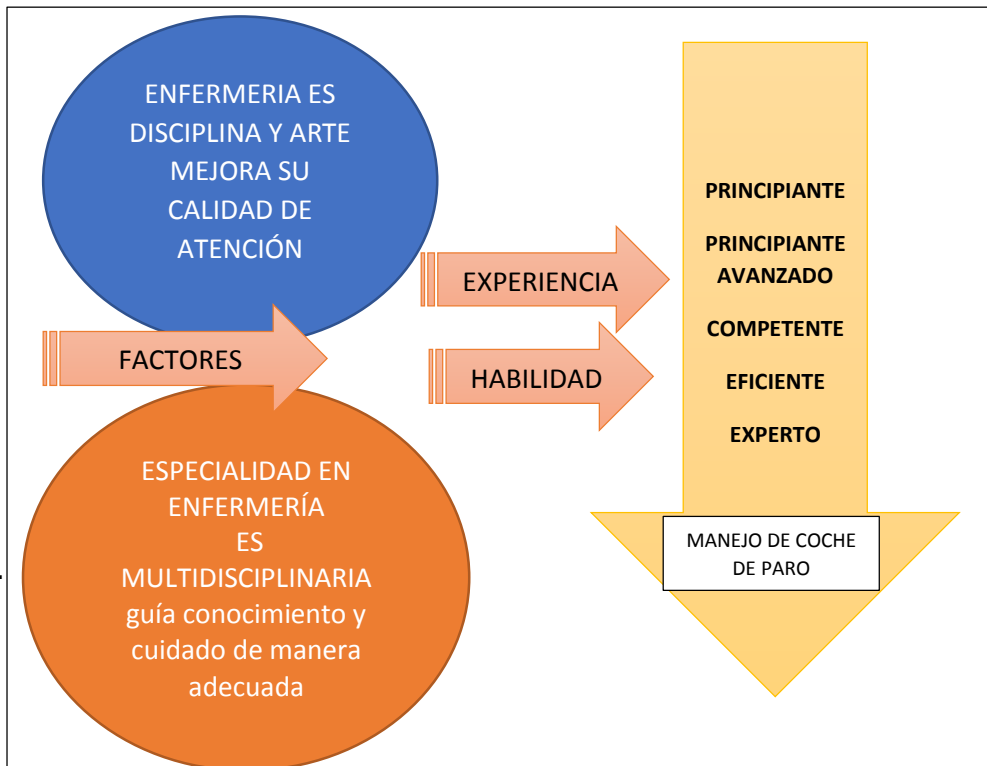 ENFERMERIA ES
DISCIPLINA Y ARTE
MEJORA SU
CALIDAD DE
ATENCIÓN
FACTORES
ESPECIALIDAD EN
ENFERMERÍA
ES
MULTIDISCIPLINARIA
guía conocimiento y
cuidado de manera
adecuada
EXPERIENCIA
HABILIDAD
PRINCIPIANTE
PRINCIPIANTE
AVANZADO
COMPETENTE
EFICIENTE
EXPERTO
MANEJO DE COCHE
DE PARO